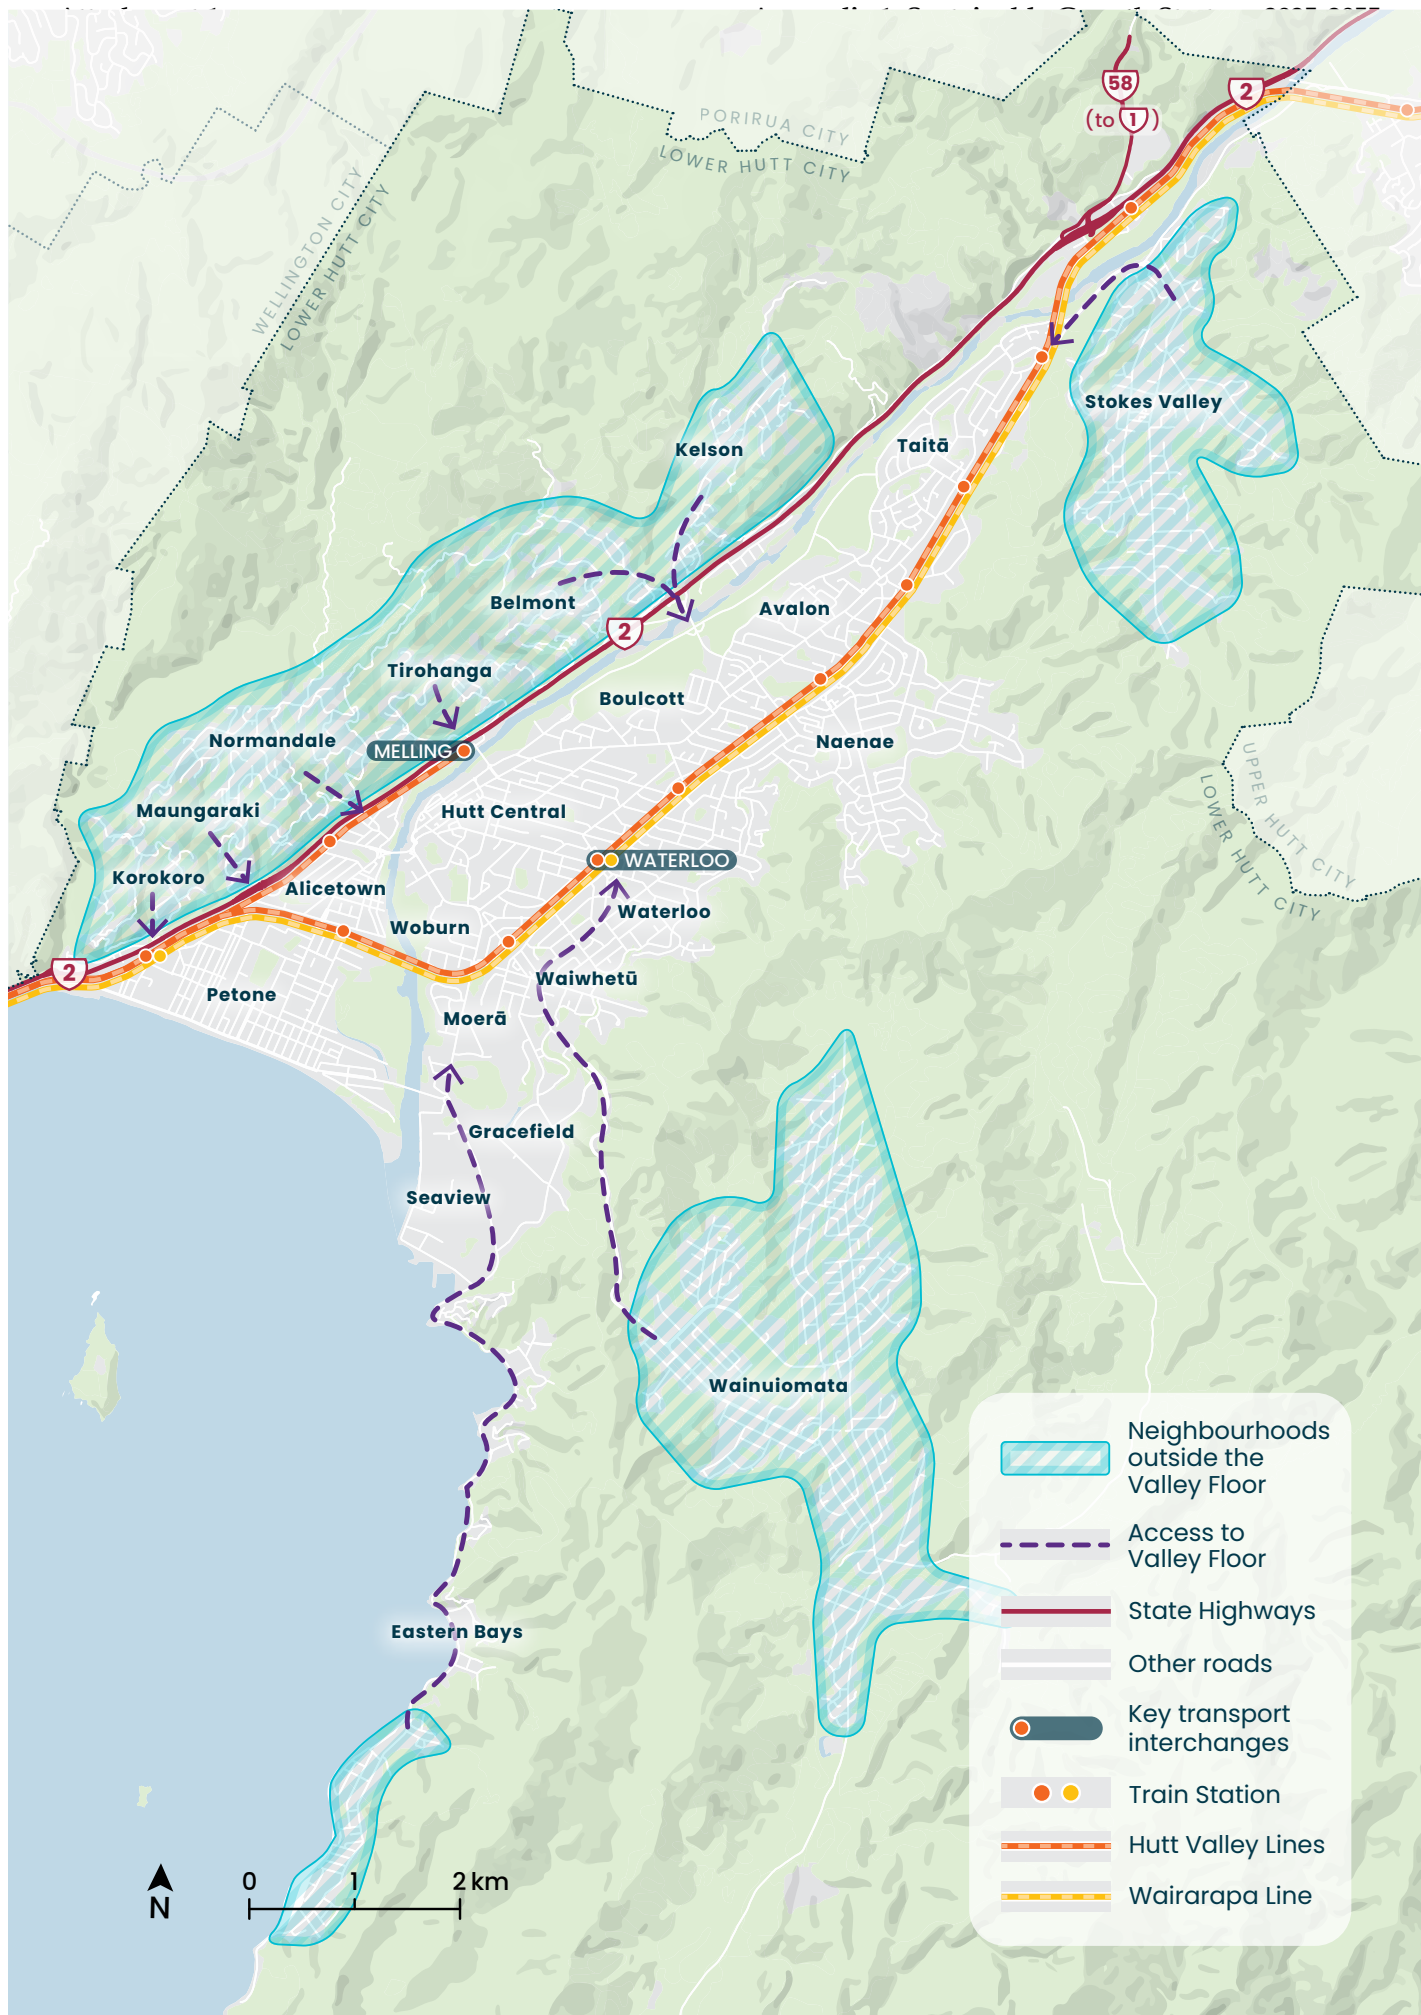 58
2
(to 1)
PORIRUA CITY
LOWER HUTT CITY
WELLINGTON CITY
LOWER HUTT CITY
Stokes Valley
Kelson
Taitā
Belmont
Avalon
2
Tirohanga
Boulcott
Normandale
MELLING
Naenae
UPPER HUTT CITY
LOWER HUTT CITY
Maungaraki
Hutt Central
WATERLOO
Korokoro
Alicetown
Waterloo
Woburn
2
Waiwhetū
Petone
Moerā
Gracefield
Seaview
Wainuiomata
Eastern Bays
Neighbourhoods
outside the
Valley Floor
Access to
Valley Floor
State Highways
Other roads
Key transport
interchanges
Train Station
Hutt Valley Lines
Wairarapa Line
0 1 2 km
N